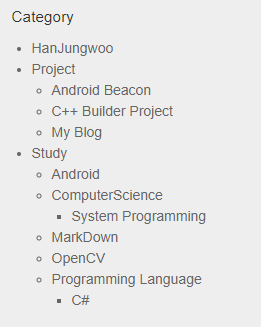 Category
HanJungwoo
Project
Android Beacon
C++ Builder Project
My Blog
Study
Android
ComputerScience
System Programming
MarkDown
OpenCV
Programming Language
C#